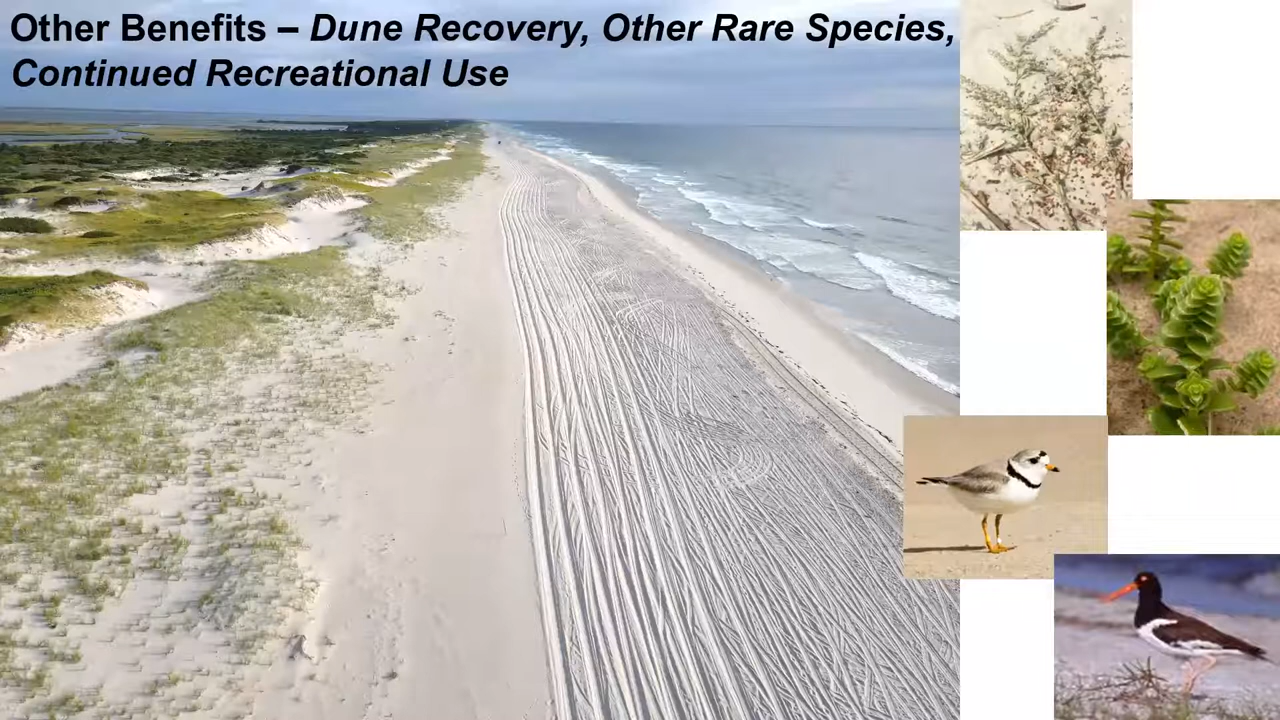 Other Benefits – Dune Recovery, Other Rare Species,
Continued Recreational Use